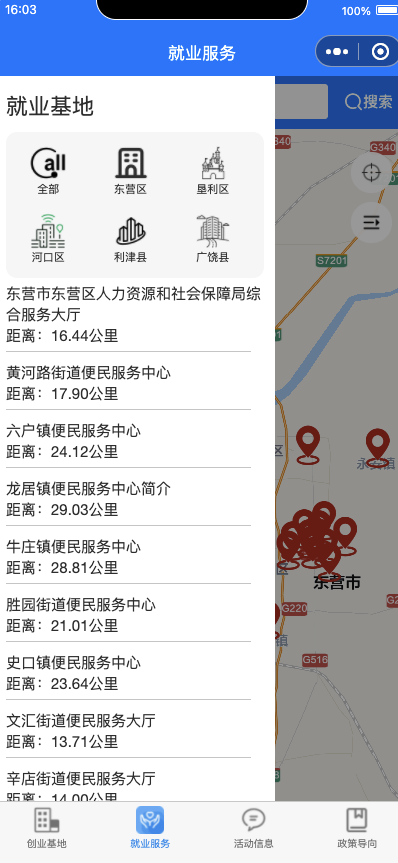 16:03
100%
就业服务
就业基地
搜索
全部
东营区
垦利区
河口区
利津县
广饶县
东营市东营区人力资源和社会保障局综
合服务大厅
距离：16.44公里
黄河路街道便民服务中心
距离：17.90公里
六户镇便民服务中心
距离：24.12公里
龙居镇便民服务中心简介
距离：29.03公里
牛庄镇便民服务中心
距离：28.81公里
胜园街道便民服务中心
距离：21.01公里
史口镇便民服务中心
距离：23.64公里
文汇街道便民服务大厅
距离：13.71公里
辛店街道便民服务大厅
距离：14.00公里
G340
S7201
区
东营市
G220
镇
G516
创业基地
就业服务
活动信息
政策导向